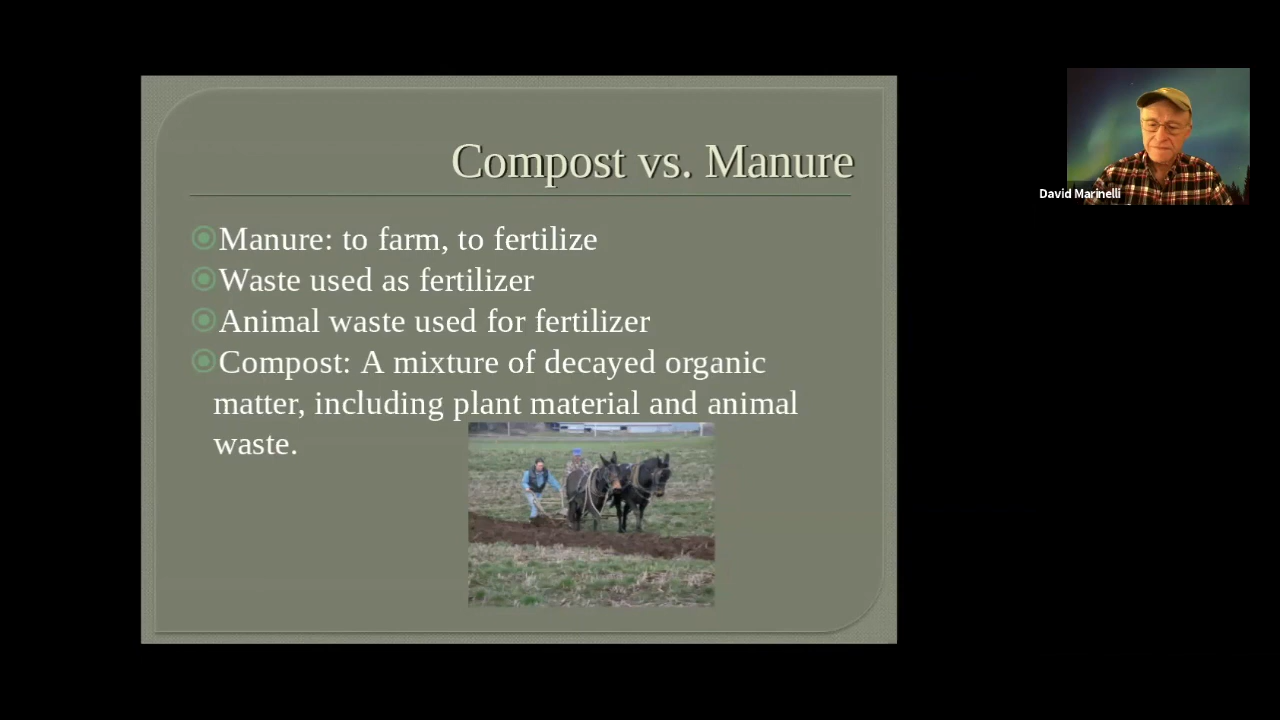 Compost vs. Manure
Manure: to farm, to fertilize
Waste used as fertilizer
Animal waste used for fertilizer
Compost: A mixture of decayed organic
matter, including plant material and animal
waste.
David Marinelli